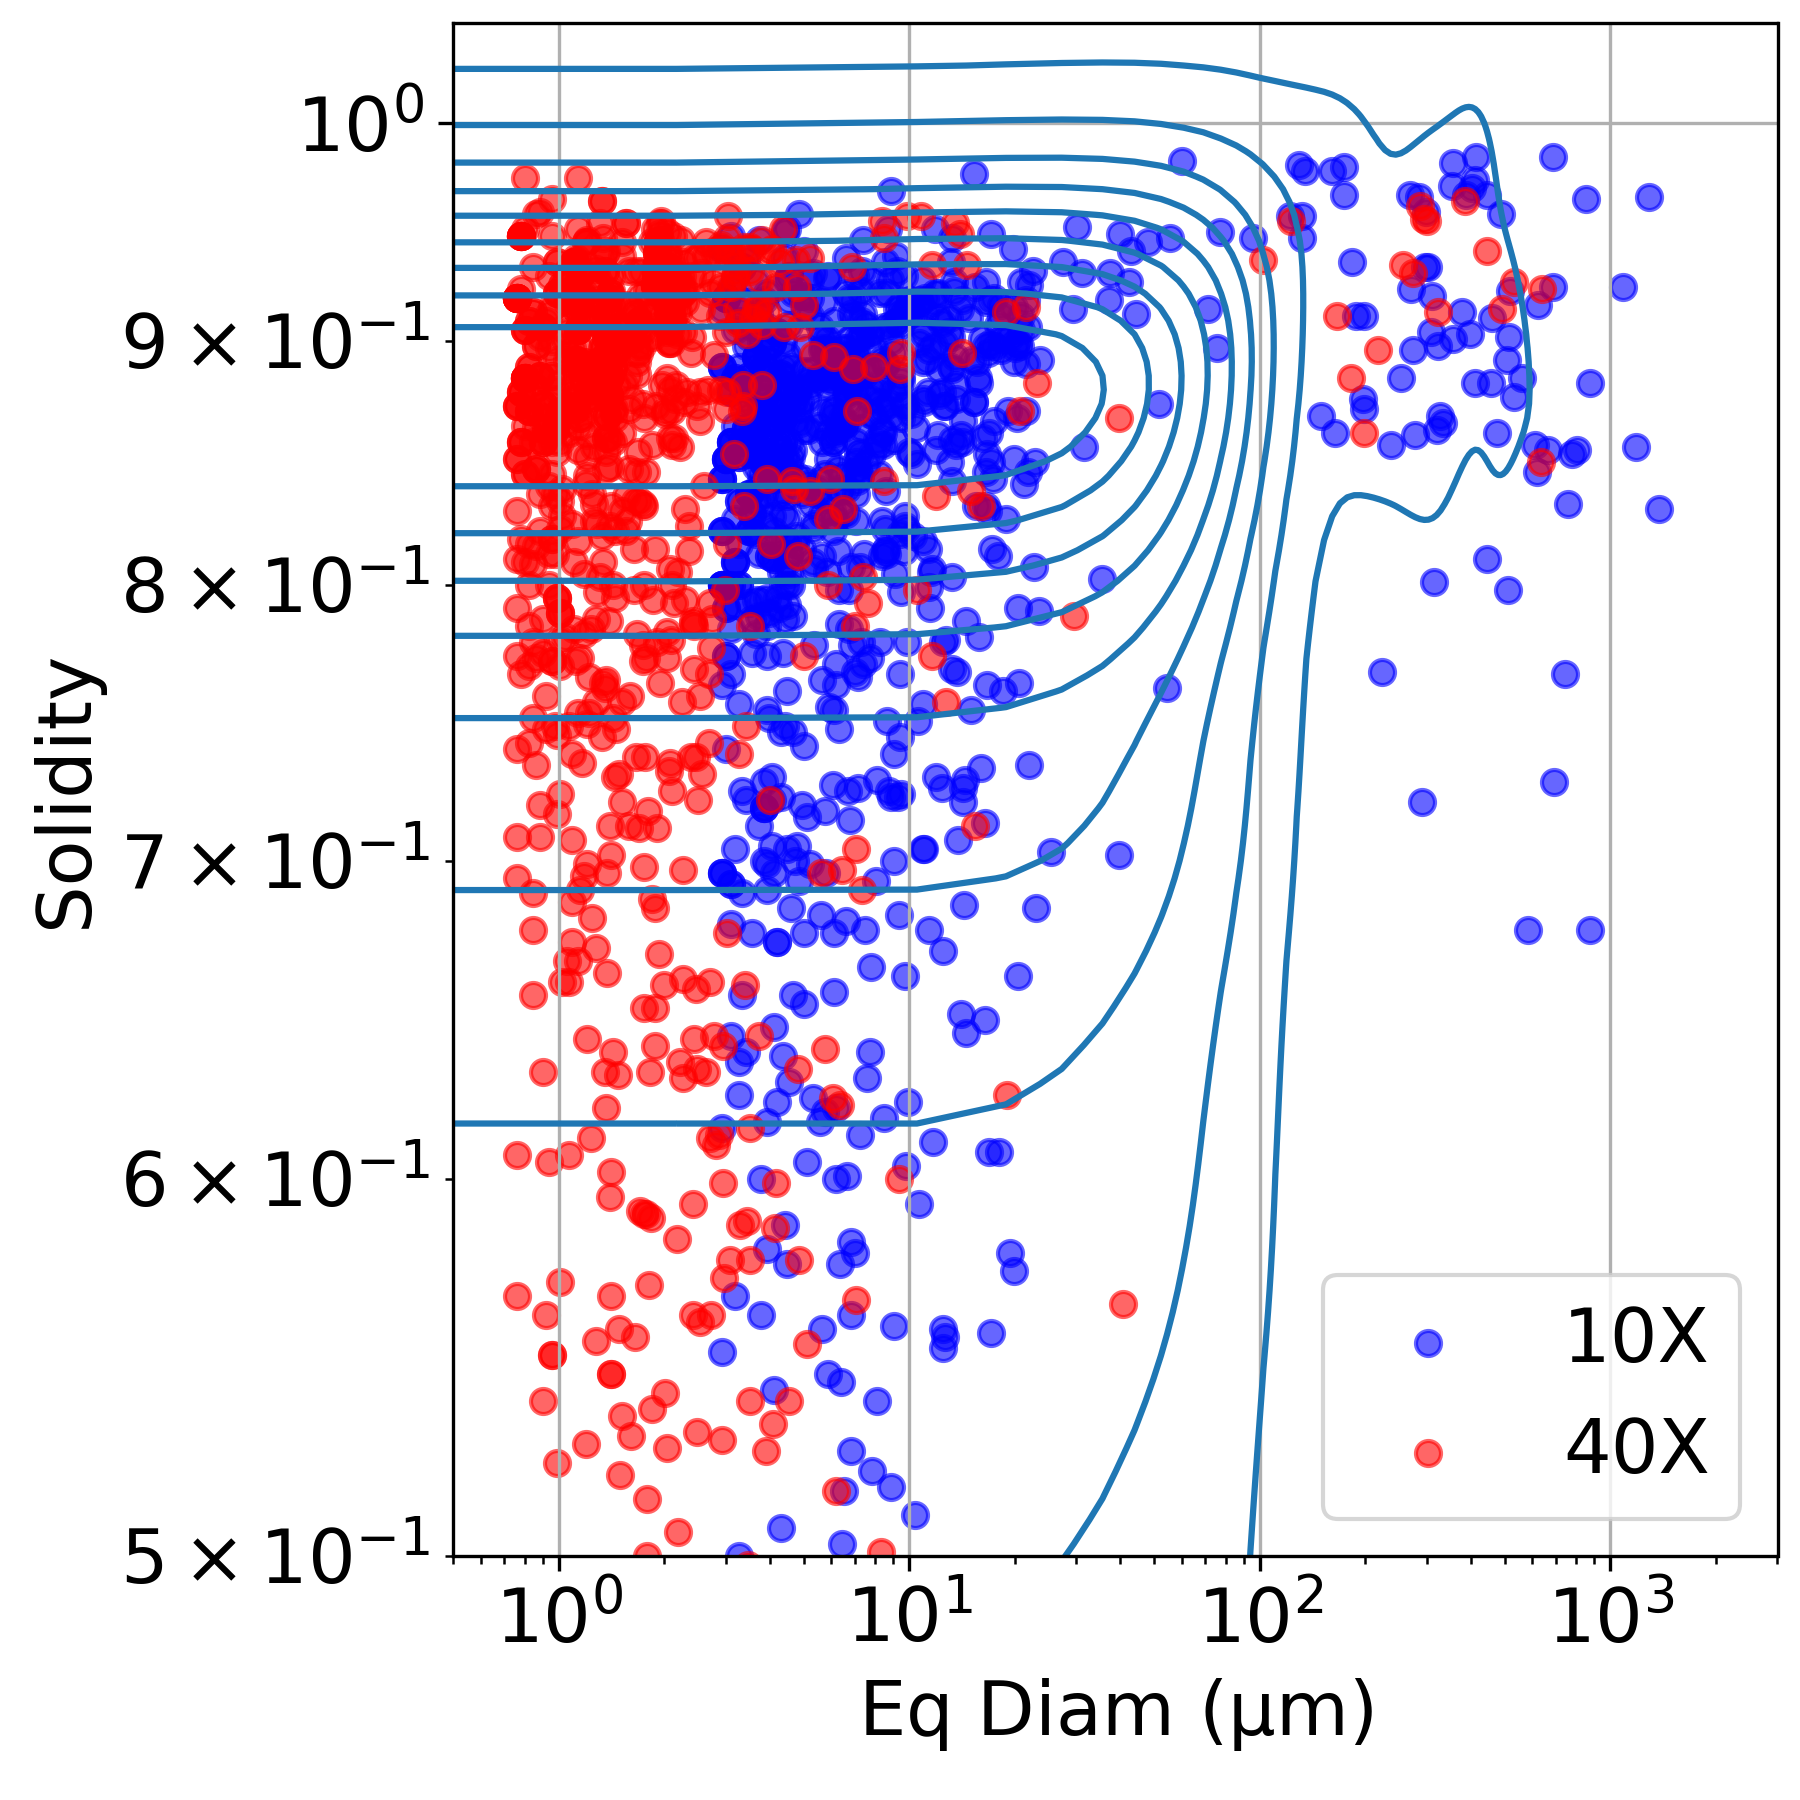 10⁰
9 × 10⁻¹
8 × 10⁻¹
7 × 10⁻¹
6 × 10⁻¹
5 × 10⁻¹
Solidity
10X
40X
10⁰ 10¹ 10² 10³
Eq Diam (µm)